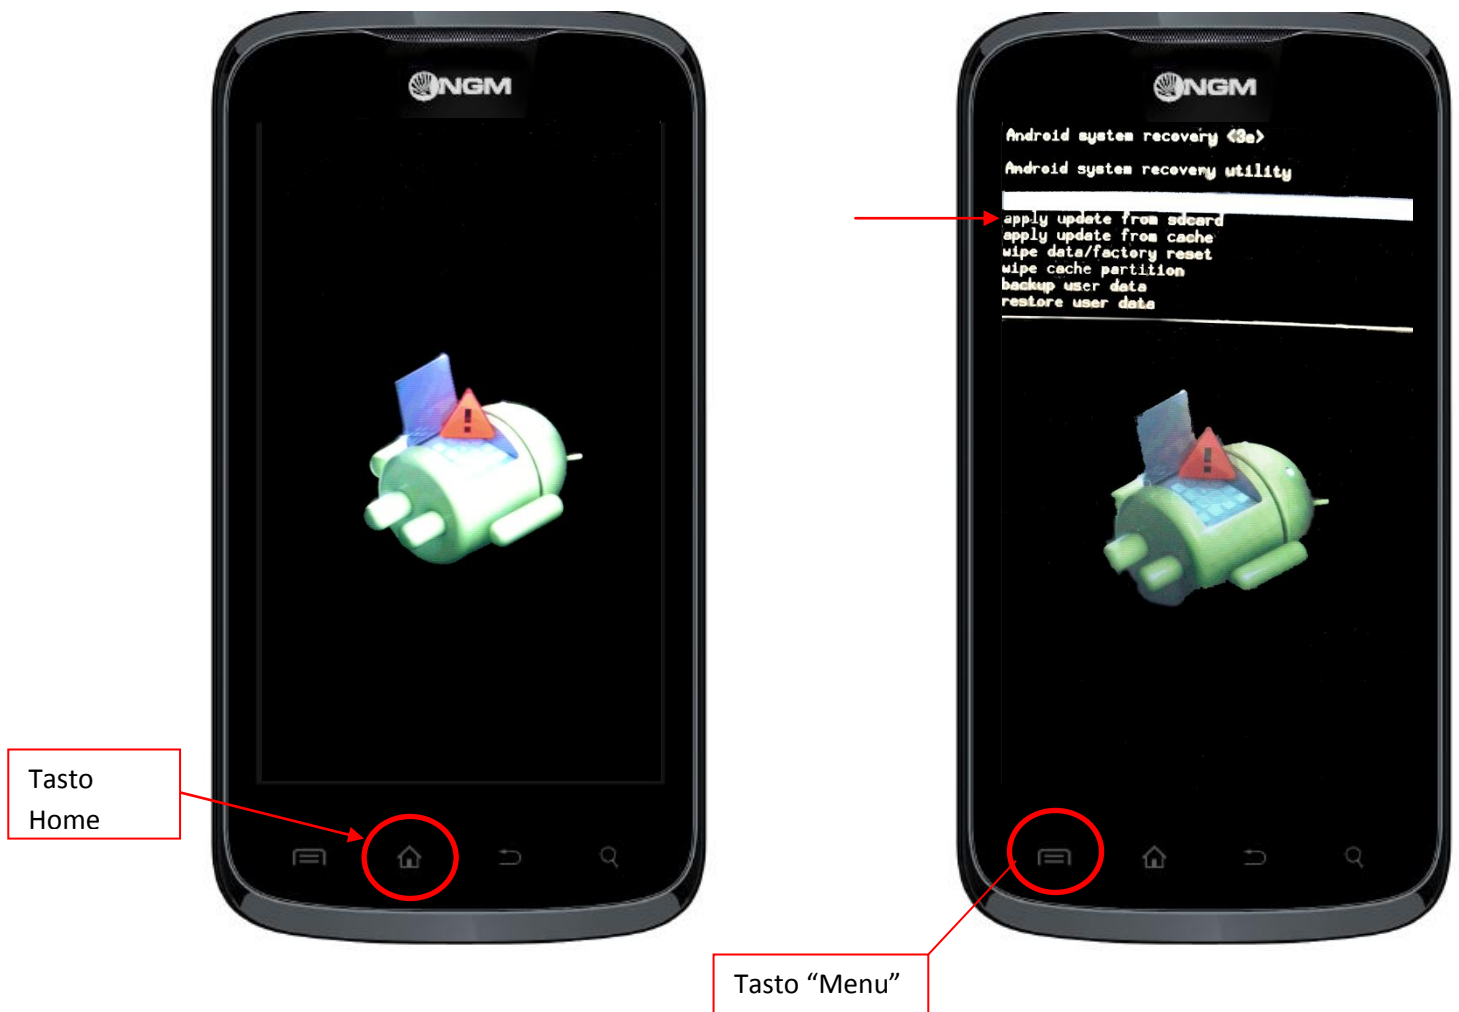 NGM
Tasto
Home
NGM
Android system recovery <3e>
Android system recovery utility
apply update from sdcard
apply update from cache
wipe data/factory reset
wipe cache partition
backup user data
restore user data
Tasto “Menu”